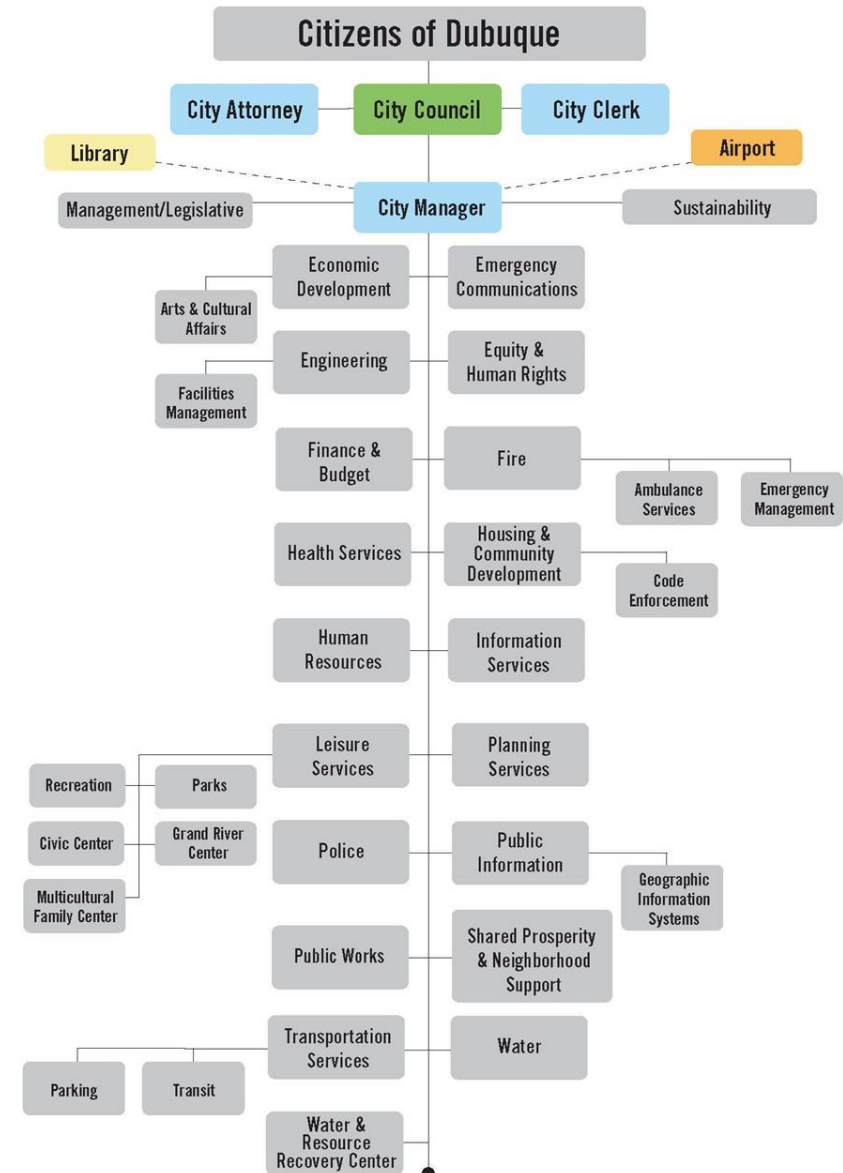 Citizens of Dubuque
City Attorney
City Council
City Clerk
Library
Airport
Management/Legislative
City Manager
Sustainability
Economic
Development
Emergency
Communications
Arts & Cultural
Affairs
Engineering
Equity &
Human Rights
Facilities
Management
Finance &
Budget
Fire
Ambulance
Services
Emergency
Management
Health Services
Housing &
Community
Development
Code
Enforcement
Human
Resources
Information
Services
Leisure
Services
Planning
Services
Recreation
Parks
Civic Center
Grand River
Center
Multicultural
Family Center
Police
Public
Information
Geographic
Information
Systems
Public Works
Shared Prosperity
& Neighborhood
Support
Transportation
Services
Water
Parking
Transit
Water &
Resource
Recovery Center